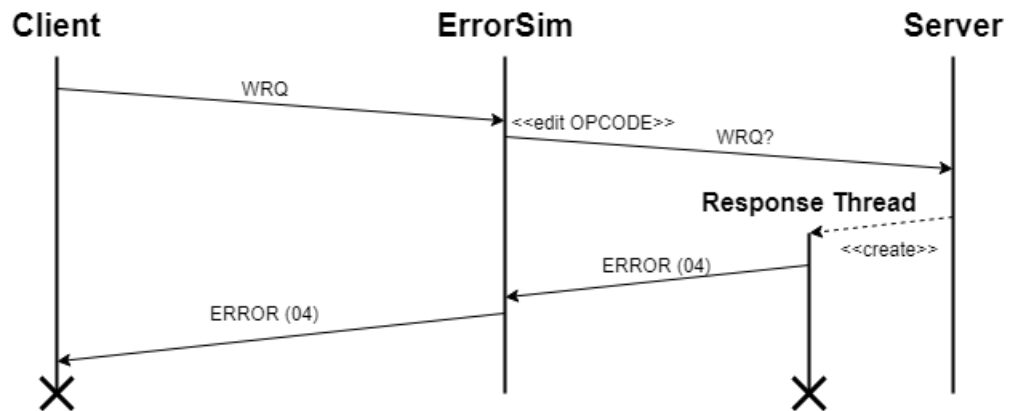 Client
ErrorSim
Server
WRQ
<<edit OPCODE>>
WRQ?
Response Thread
<<create>>
ERROR (04)
ERROR (04)